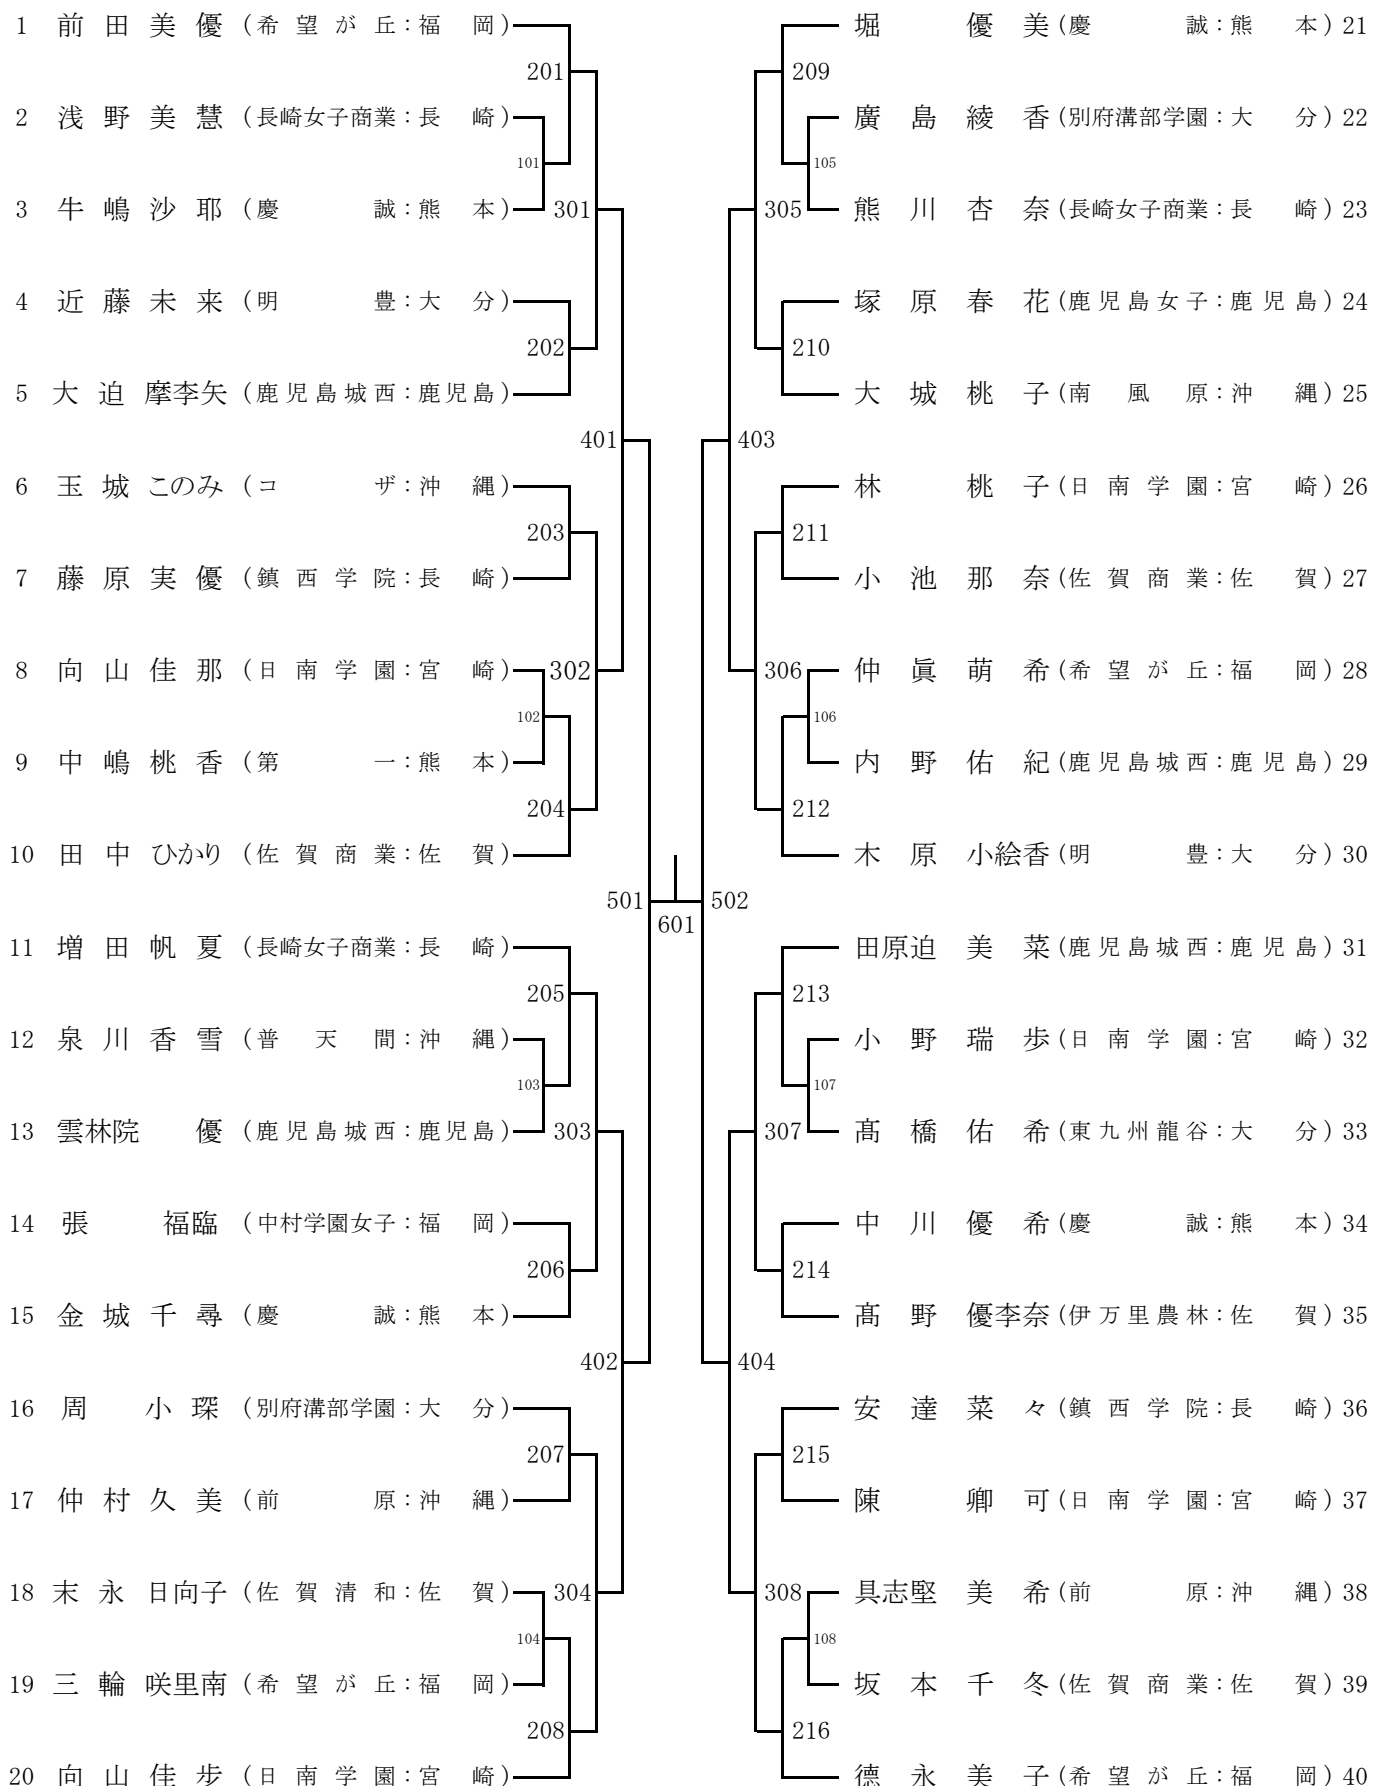 1 前田美優 (希望が丘:福岡)
201
2 浅野美慧 (長崎女子商業:長崎)
101
3 牛嶋沙耶 (慶誠:熊本)
301
4 近藤未来 (明豊:大分)
202
5 大迫摩李矢 (鹿児島城西:鹿児島)
401
6 玉城このみ (コザ:沖縄)
203
7 藤原実優 (鎮西学院:長崎)
8 向山佳那 (日南学園:宮崎)
302
102
9 中嶋桃香 (第一:熊本)
204
10 田中ひかり (佐賀商業:佐賀)
501
601
11 増田帆夏 (長崎女子商業:長崎)
205
12 泉川香雪 (普天間:沖縄)
103
13 雲林院優 (鹿児島城西:鹿児島)
303
14 張福臨 (中村学園女子:福岡)
206
15 金城千尋 (慶誠:熊本)
402
16 周小琛 (別府溝部学園:大分)
207
17 仲村久美 (前原:沖縄)
18 末永日向子 (佐賀清和:佐賀)
304
104
19 三輪咲里南 (希望が丘:福岡)
208
20 向山佳歩 (日南学園:宮崎)
堀優美 (慶誠:熊本) 21
209
廣島綾香 (別府溝部学園:大分) 22
105
305
熊川杏奈 (長崎女子商業:長崎) 23
塚原春花 (鹿児島女子:鹿児島) 24
210
大城桃子 (南風原:沖縄) 25
403
林桃子 (日南学園:宮崎) 26
211
小池那奈 (佐賀商業:佐賀) 27
306
仲眞萌希 (希望が丘:福岡) 28
106
内野佑紀 (鹿児島城西:鹿児島) 29
212
木原小絵香 (明豊:大分) 30
502
田原迫美菜 (鹿児島城西:鹿児島) 31
213
小野瑞歩 (日南学園:宮崎) 32
107
307
髙橋佑希 (東九州龍谷:大分) 33
中川優希 (慶誠:熊本) 34
214
髙野優李奈 (伊万里農林:佐賀) 35
404
安達菜々 (鎮西学院:長崎) 36
215
陳卿可 (日南学園:宮崎) 37
308
具志堅美希 (前原:沖縄) 38
108
坂本千冬 (佐賀商業:佐賀) 39
216
德永美子 (希望が丘:福岡) 40